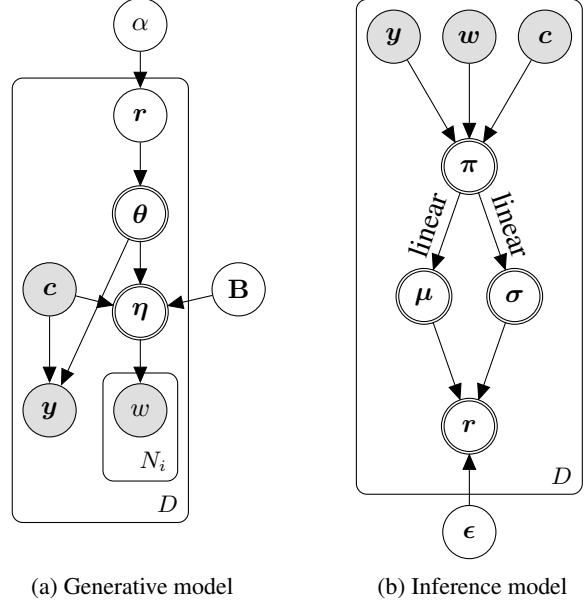 α
r
θ
c
η
B
y
w
N_i
D
(a) Generative model
y w c
π
linear linear
μ σ
r
D
ϵ
(b) Inference model